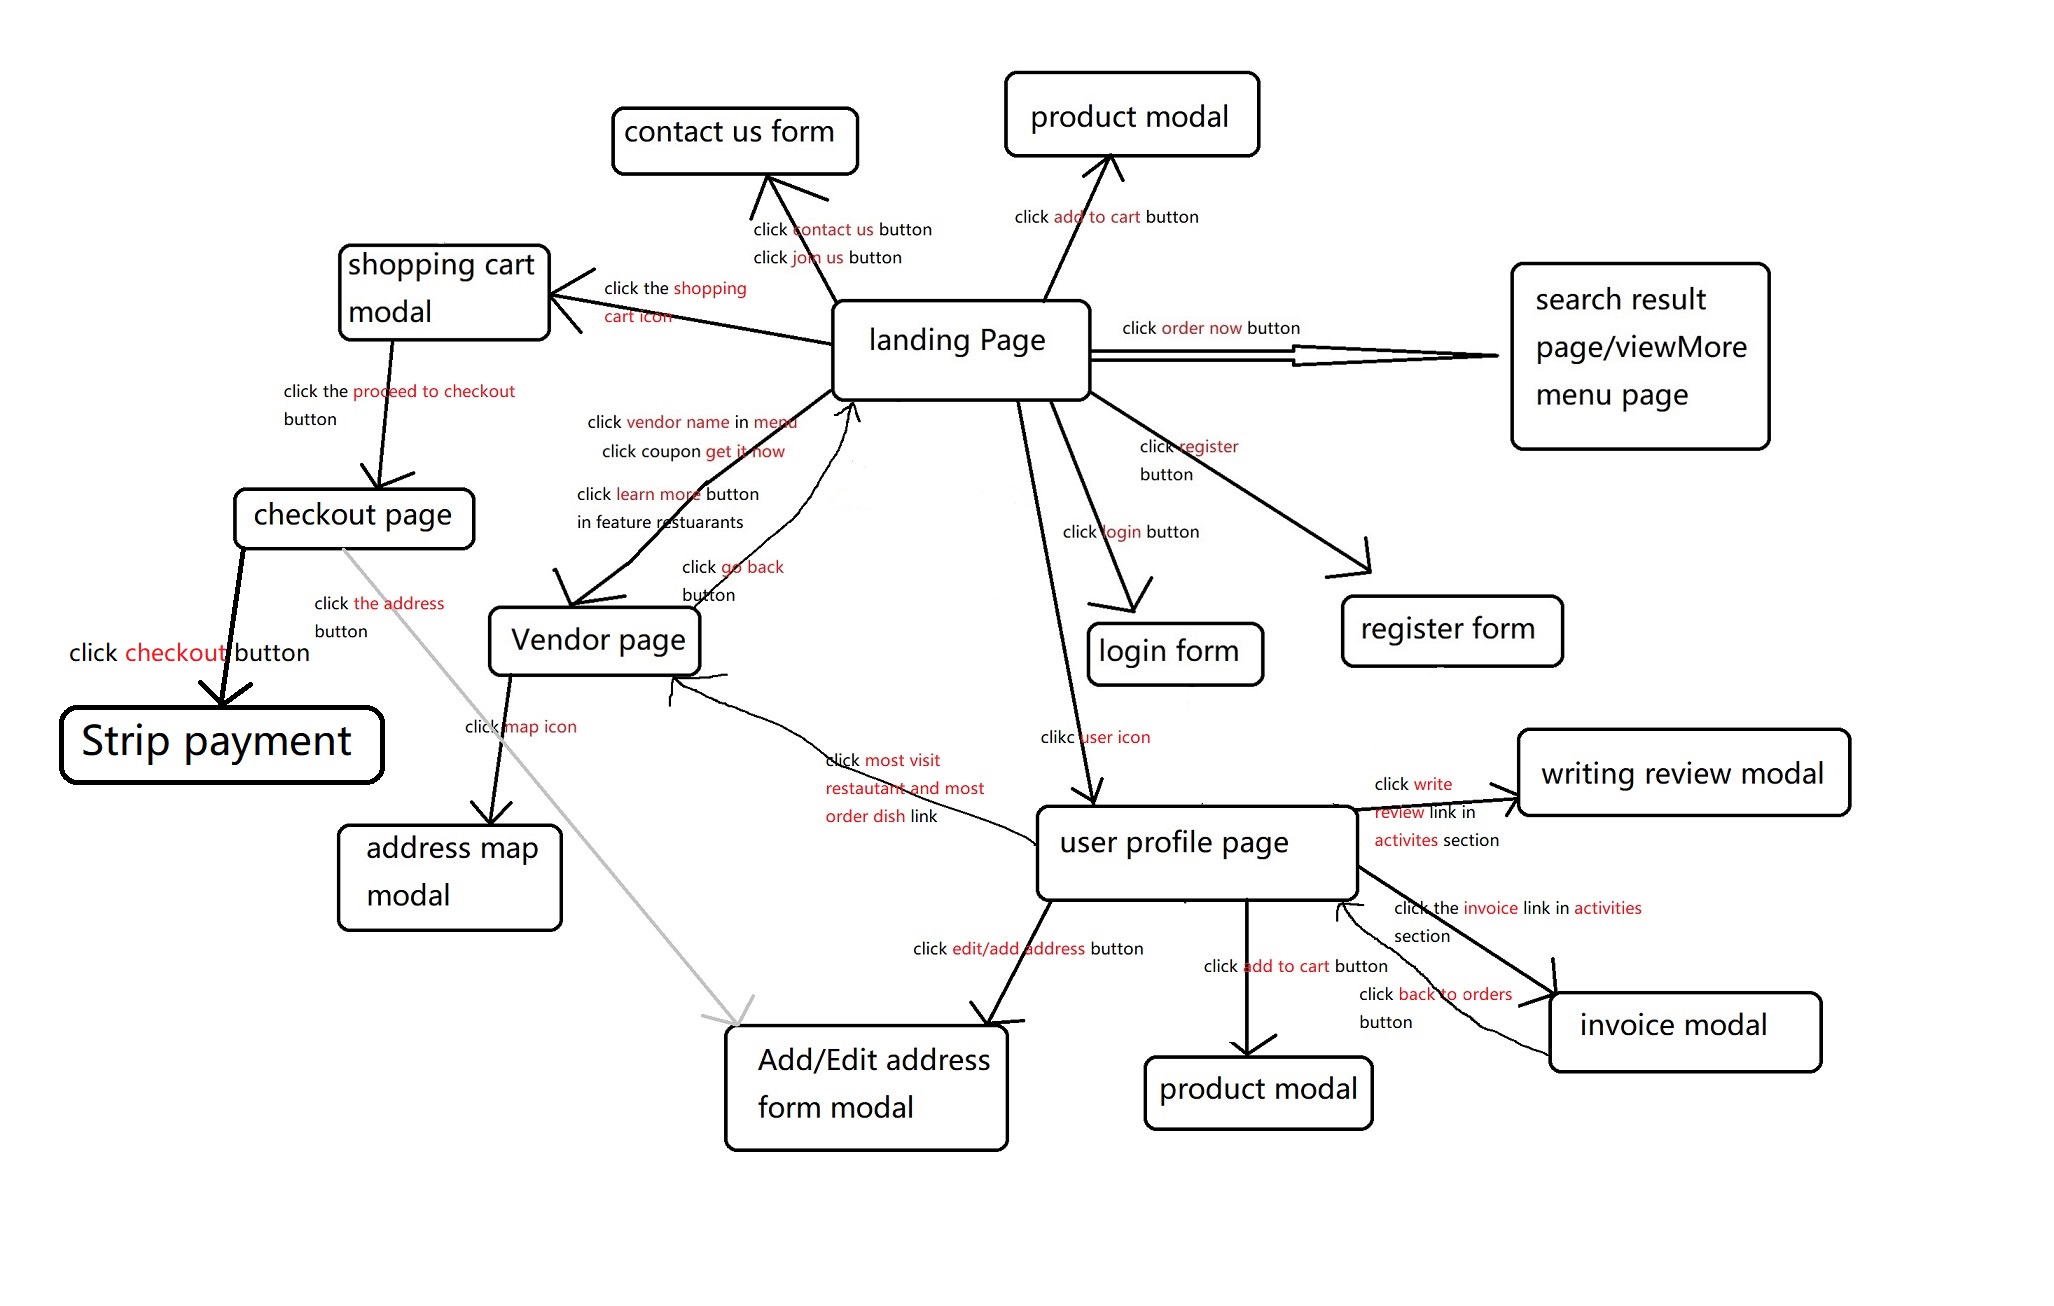 product modal
contact us form
click add to cart button
click contact us button
click join us button
shopping cart
modal
click the shopping
cart icon
landing Page
click order now button
search result
page/viewMore
menu page
click the proceed to checkout
button
click vendor name in menu
click coupon get it now
click register
button
click learn more button
in feature restuarants
checkout page
click login button
click go back
button
click the address
button
click checkout button
Vendor page
login form
register form
Strip payment
click map icon
clikc user icon
click most visit
restautant and most
order dish link
click write
review link in
activites section
writing review modal
address map
modal
user profile page
click the invoice link in activities
section
click edit/add address button
click add to cart button
click back to orders
button
invoice modal
Add/Edit address
form modal
product modal